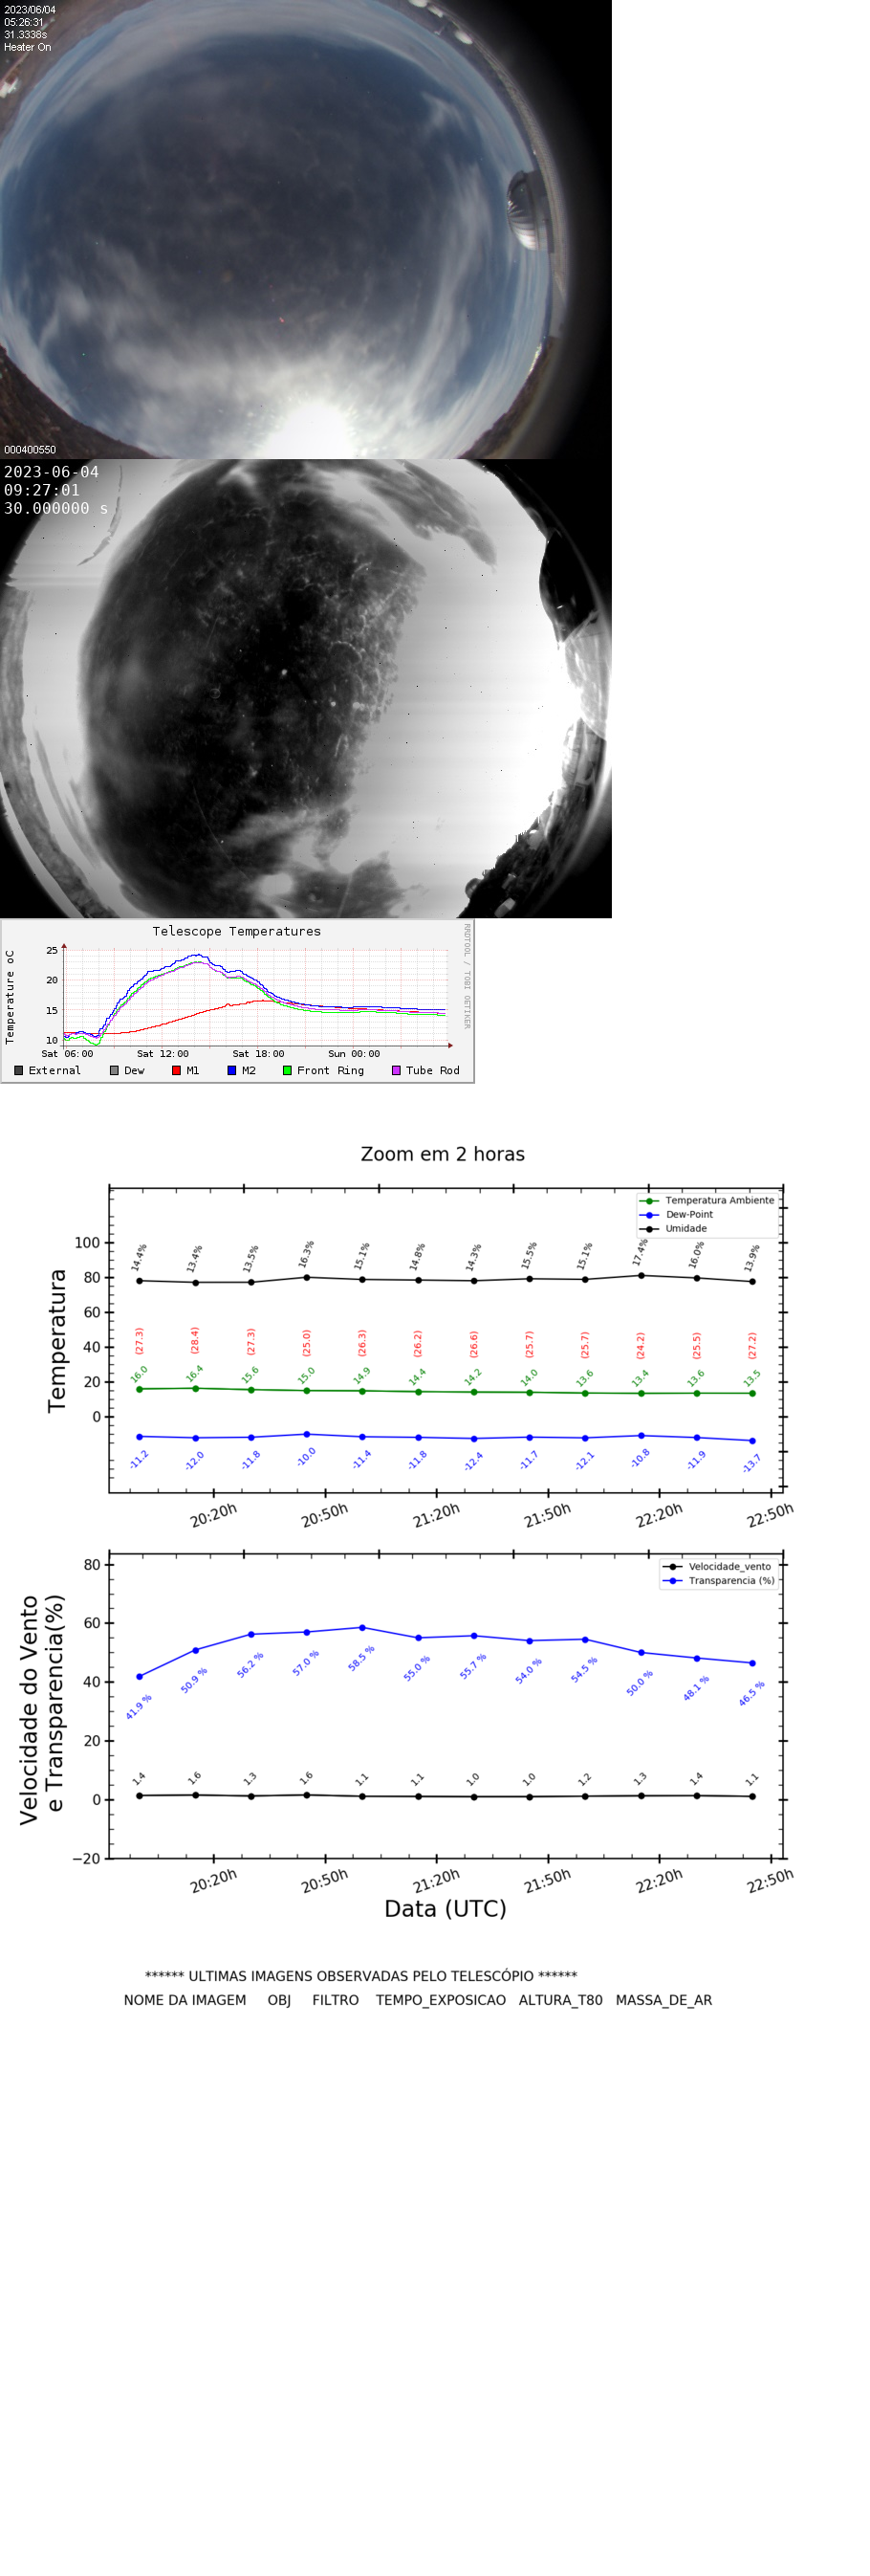 2023/06/04
05:26:31
31.3338s
Heater On
000400550
2023-06-04
09:27:01
30.000000 s
Telescope Temperatures
RRDTOOL / TOBI OETIKER
Temperature oC
25
20
15
10
Sat 06:00 Sat 12:00 Sat 18:00 Sun 00:00
External Dew M1 M2 Front Ring Tube Rod
Zoom em 2 horas
Temperatura
Temperatura Ambiente
Dew-Point
Umidade
100
80
60
40
20
0
14.4% 13.4% 13.5% 16.3% 15.1% 14.8% 14.3% 15.5% 15.1% 17.4% 16.0% 13.9%
(27.3) (28.4) (27.3) (25.0) (26.3) (26.2) (26.6) (25.7) (25.7) (24.2) (25.5) (27.2)
16.0 16.4 15.6 15.0 14.9 14.4 14.2 14.0 13.6 13.4 13.6 13.5
-11.2 -12.0 -11.8 -10.0 -11.4 -11.8 -12.4 -11.7 -12.1 -10.8 -11.9 -13.7
20:20h 20:50h 21:20h 21:50h 22:20h 22:50h
Velocidade do Vento
e Transparencia(%)
Velocidade_vento
Transparencia (%)
80
60
40
20
0
−20
41.9 % 50.9 % 56.2 % 57.0 % 58.5 % 55.0 % 55.7 % 54.0 % 54.5 % 50.0 % 48.1 % 46.5 %
1.4 1.6 1.3 1.6 1.1 1.1 1.0 1.0 1.2 1.3 1.4 1.1
20:20h 20:50h 21:20h 21:50h 22:20h 22:50h
Data (UTC)
****** ULTIMAS IMAGENS OBSERVADAS PELO TELESCÓPIO ******
NOME DA IMAGEM OBJ FILTRO TEMPO_EXPOSICAO ALTURA_T80 MASSA_DE_AR